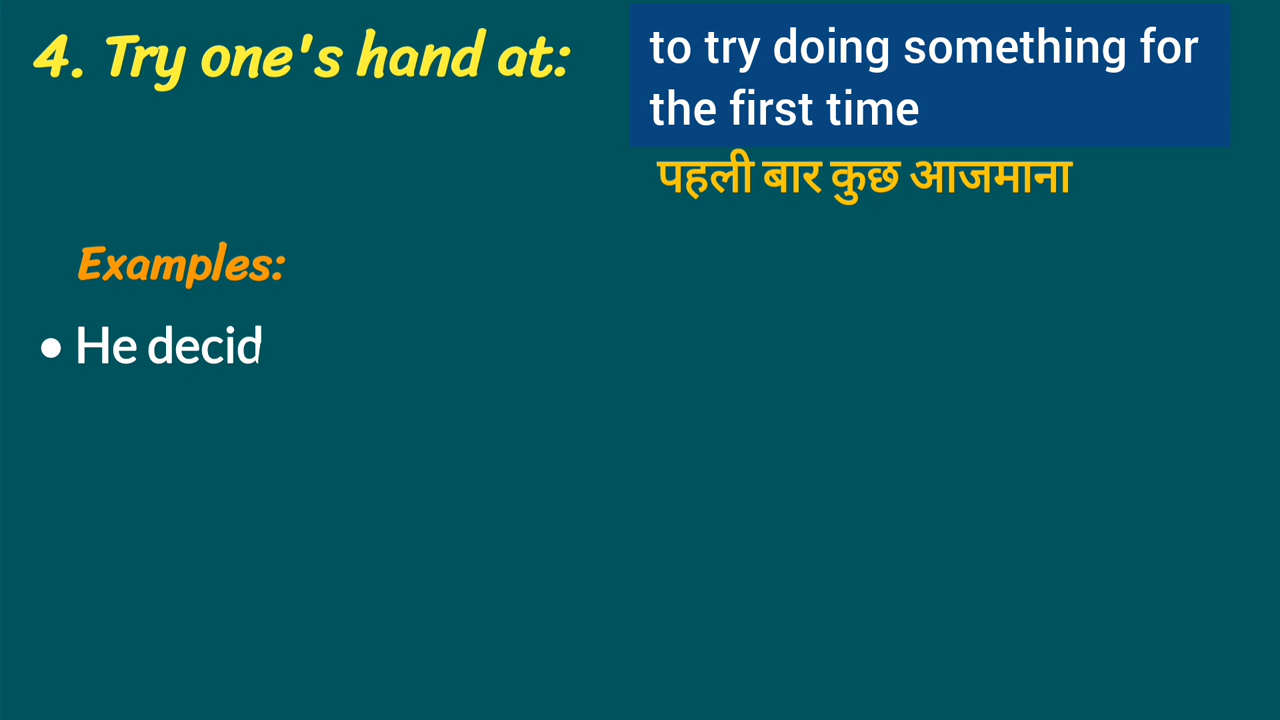 4. Try one's hand at:
to try doing something for
the first time
पहली बार कुछ आजमाना
Examples:
• He decid